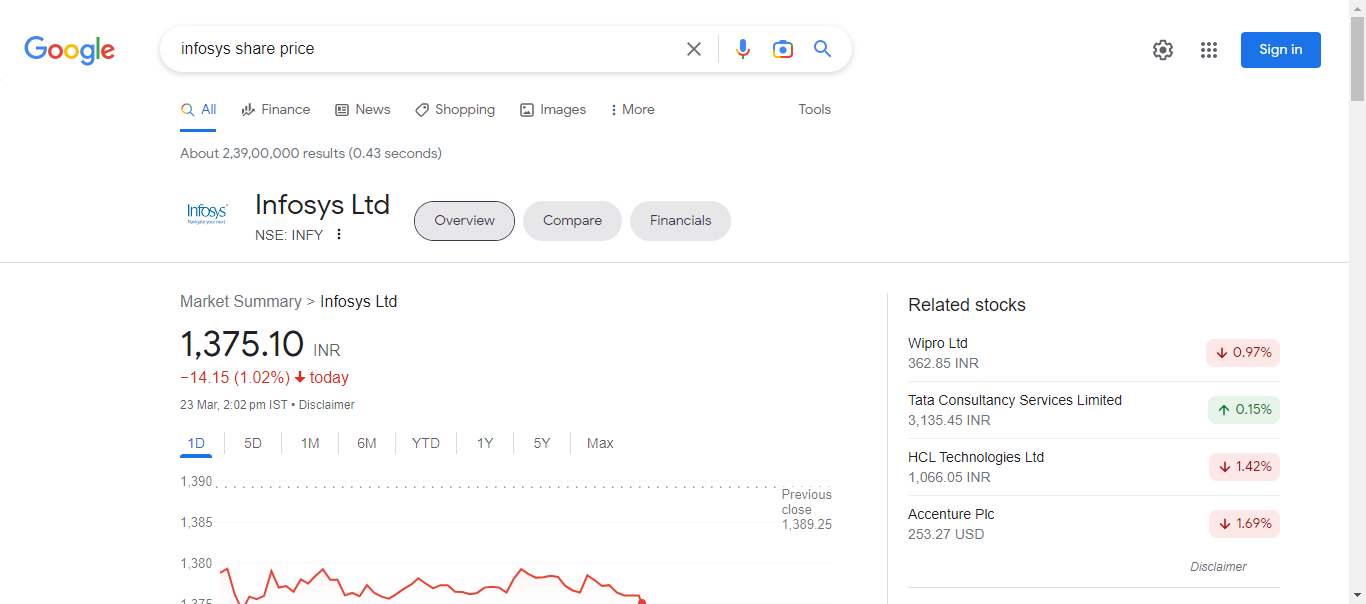 Google
infosys share price
Sign in
All Finance News Shopping Images More Tools
About 2,39,00,000 results (0.43 seconds)
Infosys
Navigate your next
Infosys Ltd
NSE: INFY
Overview Compare Financials
Market Summary > Infosys Ltd
1,375.10 INR
−14.15 (1.02%) today
23 Mar, 2:02 pm IST • Disclaimer
1D 5D 1M 6M YTD 1Y 5Y Max
1,390
1,385
1,380
1,375
Previous
close
1,389.25
Related stocks
Wipro Ltd
362.85 INR
0.97%
Tata Consultancy Services Limited
3,135.45 INR
0.15%
HCL Technologies Ltd
1,066.05 INR
1.42%
Accenture Plc
253.27 USD
1.69%
Disclaimer